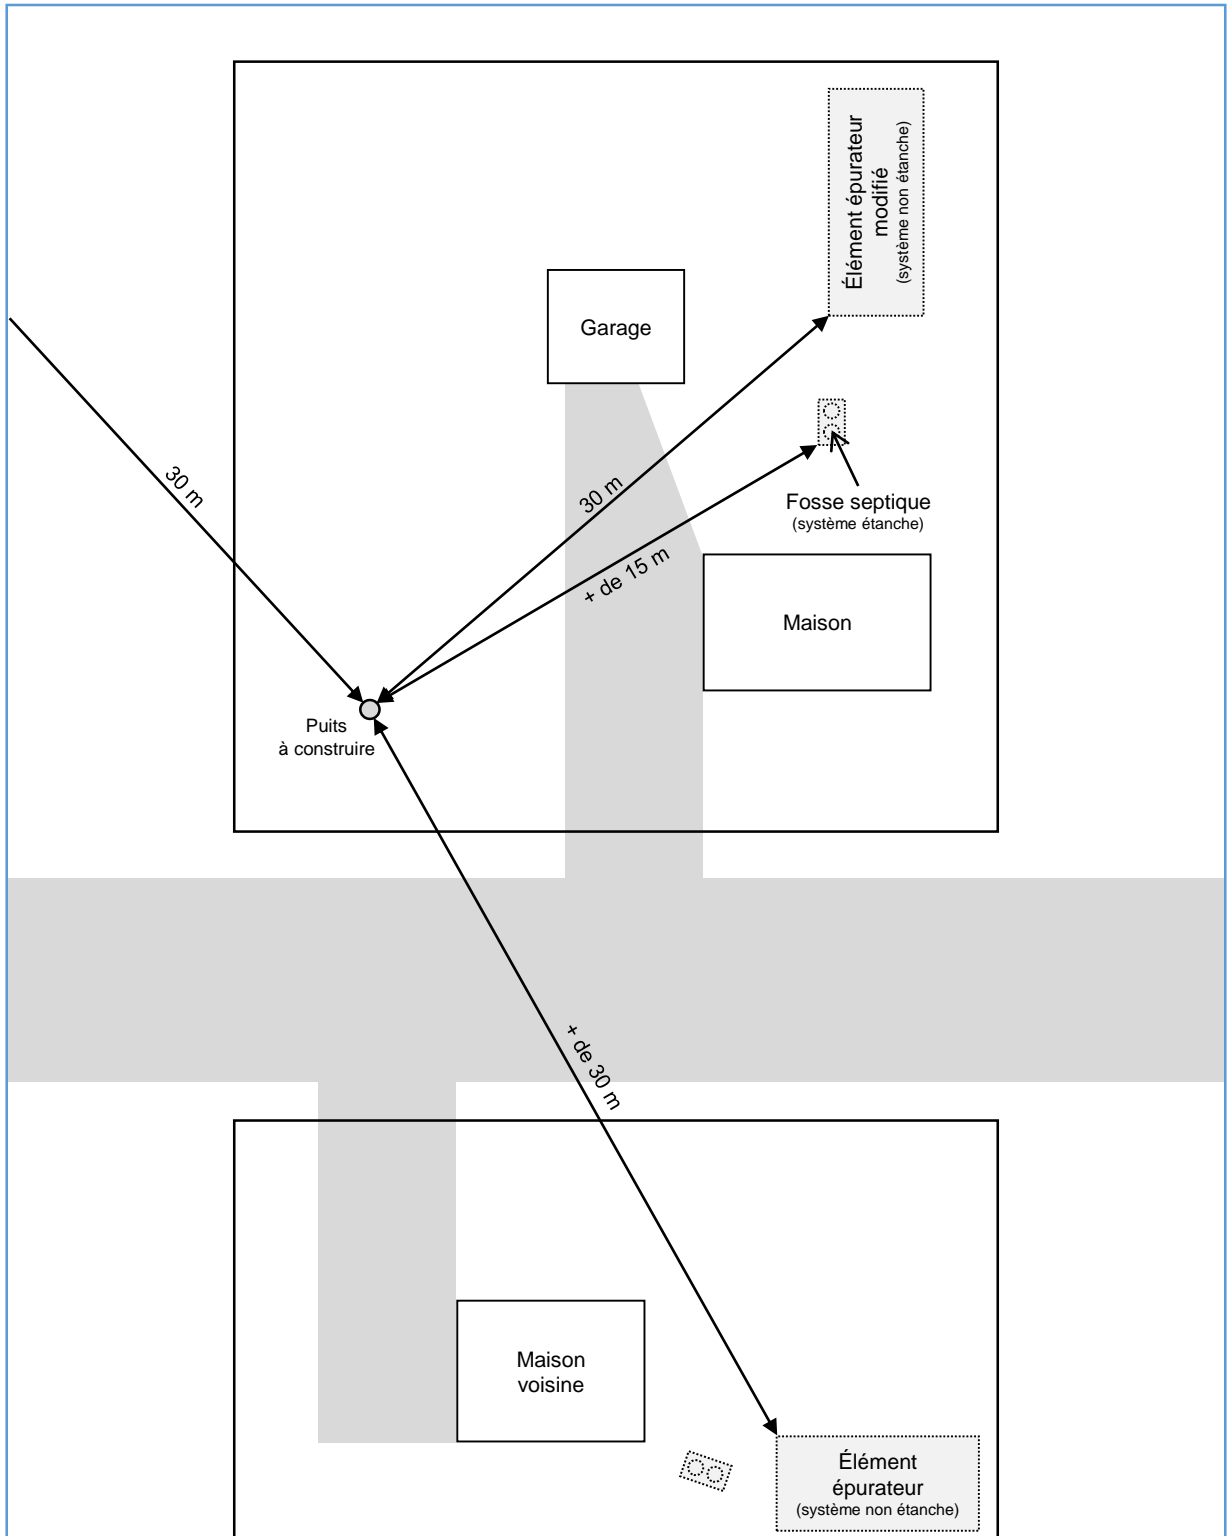 Élément épurateur
modifié
(système non étanche)
Garage
30 m
30 m
Fosse septique
(système étanche)
+ de 15 m
Maison
Puits
à construire
+ de 30 m
Maison
voisine
Élément
épurateur
(système non étanche)